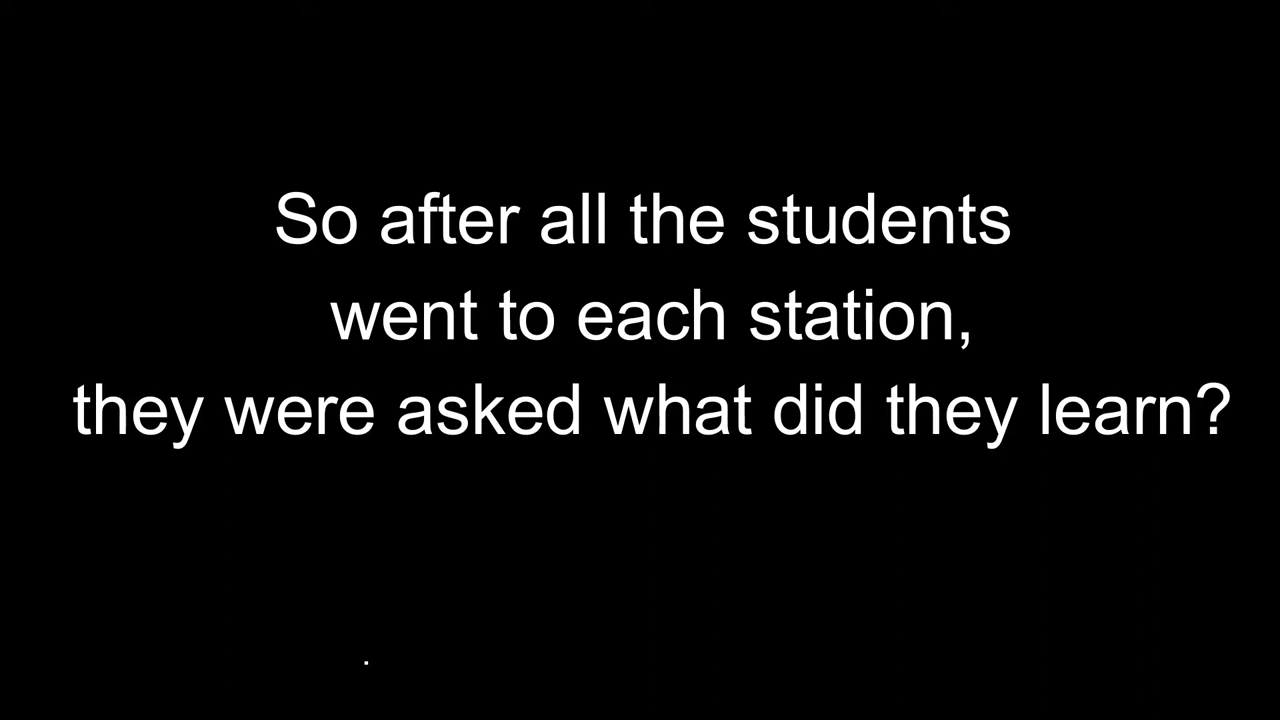 So after all the students
went to each station,
they were asked what did they learn?
.